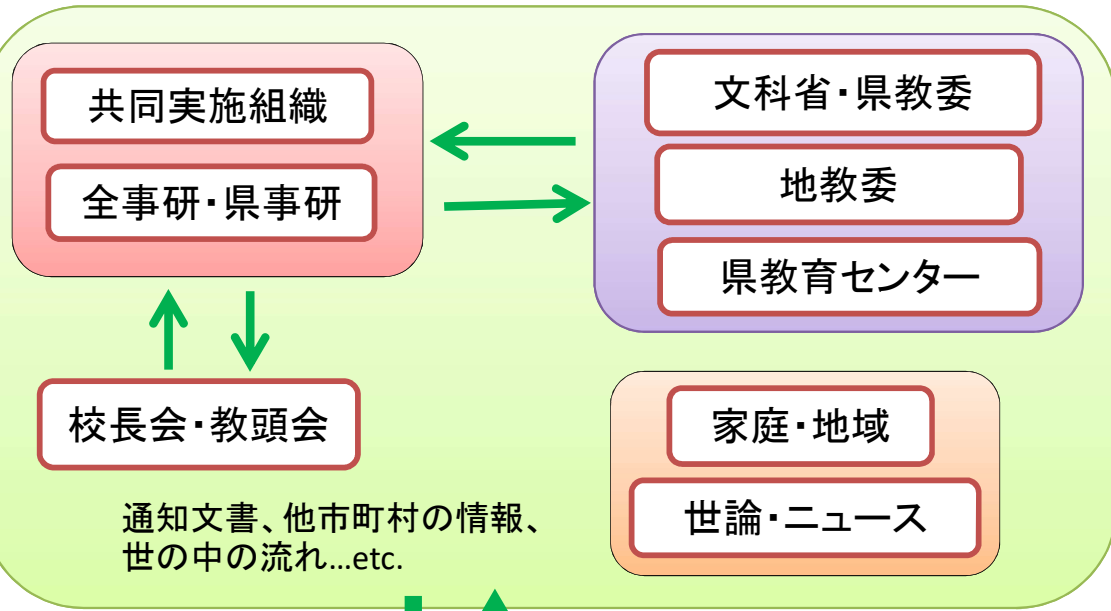 共同実施組織
全事研・県事研
文科省・県教委
地教委
県教育センター
校長会・教頭会
家庭・地域
世論・ニュース
通知文書、他市町村の情報、
世の中の流れ…etc.